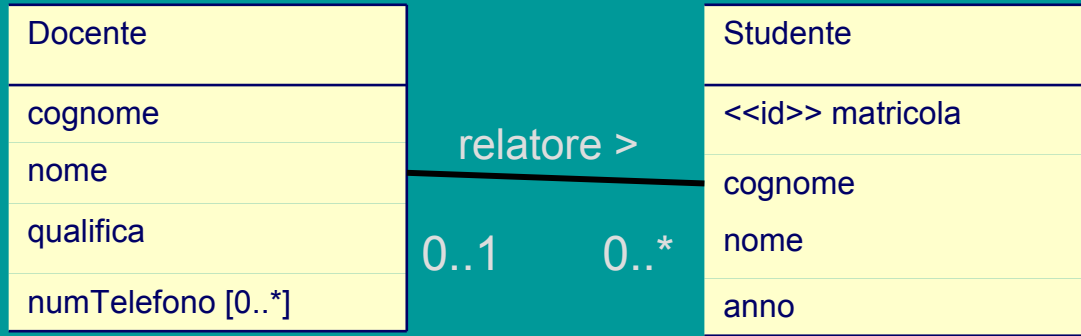 Docente
cognome
nome
qualifica
numTelefono [0..*]
relatore >
0..1
0..*
Studente
<<id>> matricola
cognome
nome
anno